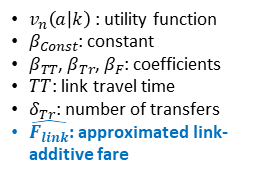 • vₙ(a|k) : utility function
• β_Const: constant
• β_TT, β_Tr, β_F: coefficients
• TT: link travel time
• δ_Tr: number of transfers
• F̂_link: approximated link-
additive fare